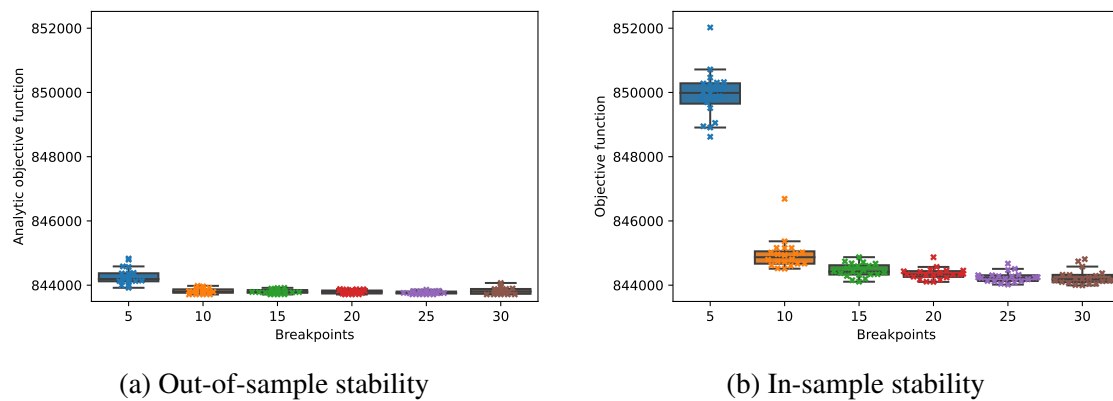 852000
850000
848000
846000
844000
Analytic objective function
5 10 15 20 25 30
Breakpoints
(a) Out-of-sample stability
852000
850000
848000
846000
844000
Objective function
5 10 15 20 25 30
Breakpoints
(b) In-sample stability